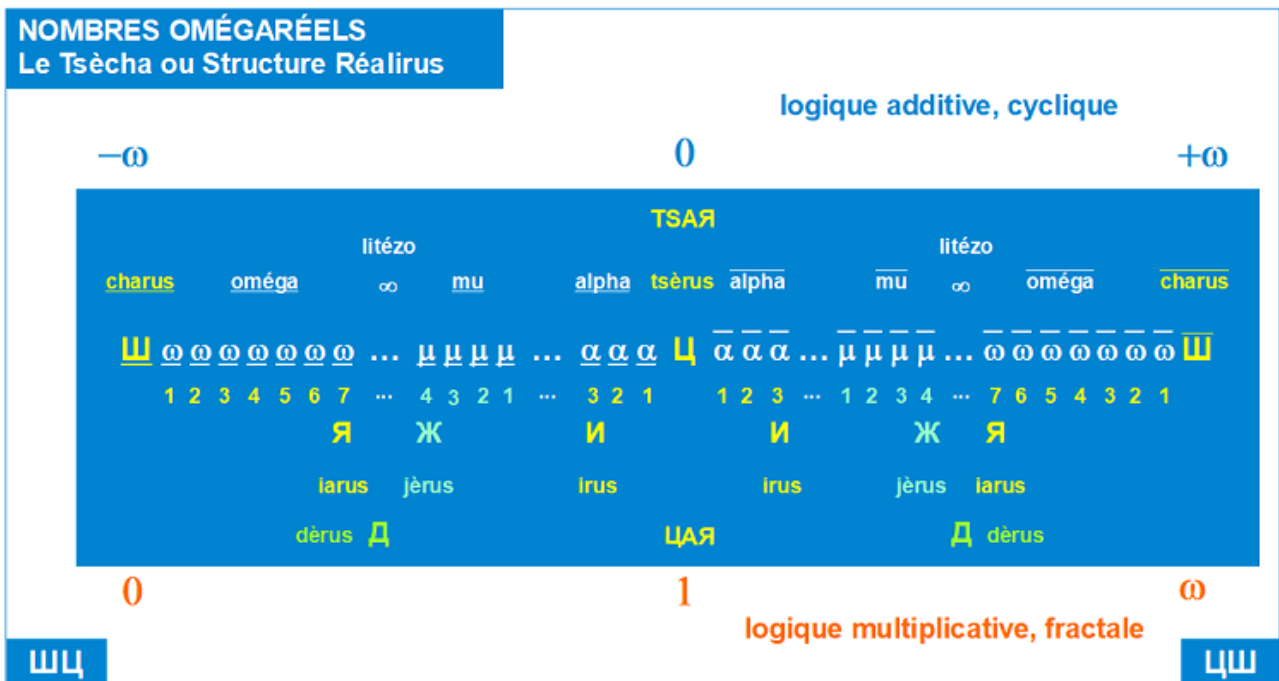 NOMBRES OMÉGARÉELS
Le Tsècha ou Structure Réalirus
logique additive, cyclique
−ω 0 +ω
TSAЯ
litézo litézo
charus oméga ∞ mu alpha tsèrus alpha mu ∞ oméga charus
Ш ω ω ω ω ω ω ω ... μ μ μ μ ... α α α Ц α α α ... μ μ μ μ ... ω ω ω ω ω ω ω Ш
1 2 3 4 5 6 7 ... 4 3 2 1 ... 3 2 1 1 2 3 ... 1 2 3 4 ... 7 6 5 4 3 2 1
Я Ж И И Ж Я
iarus jèrus irus irus jèrus iarus
dèrus Д ЦАЯ Д dèrus
0 1 ω
logique multiplicative, fractale
ШЦ ЦШ